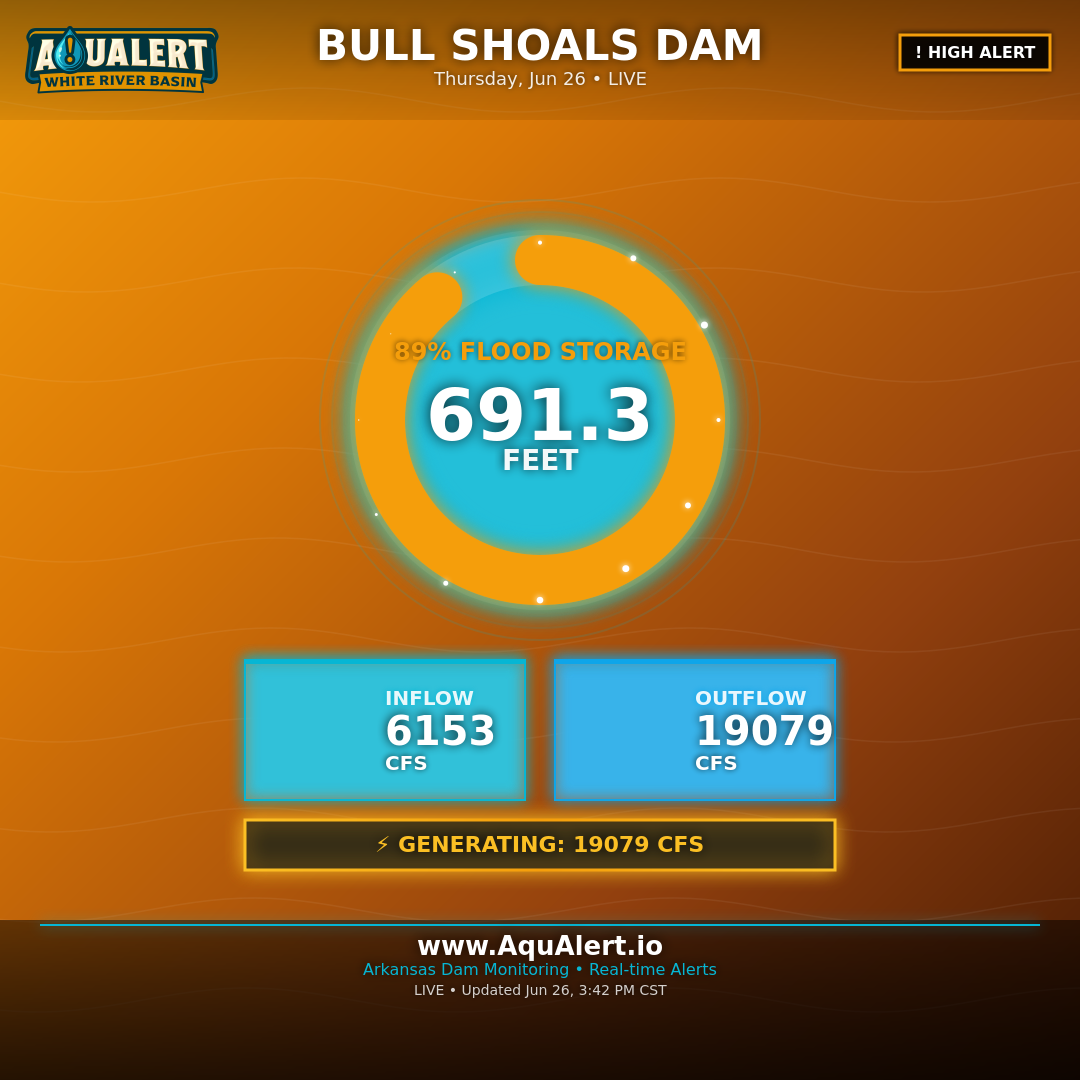 AQUALERT
WHITE RIVER BASIN
BULL SHOALS DAM
Thursday, Jun 26 • LIVE
! HIGH ALERT
89% FLOOD STORAGE
691.3
FEET
INFLOW
6153
CFS
OUTFLOW
19079
CFS
⚡ GENERATING: 19079 CFS
www.AquAlert.io
Arkansas Dam Monitoring • Real-time Alerts
LIVE • Updated Jun 26, 3:42 PM CST